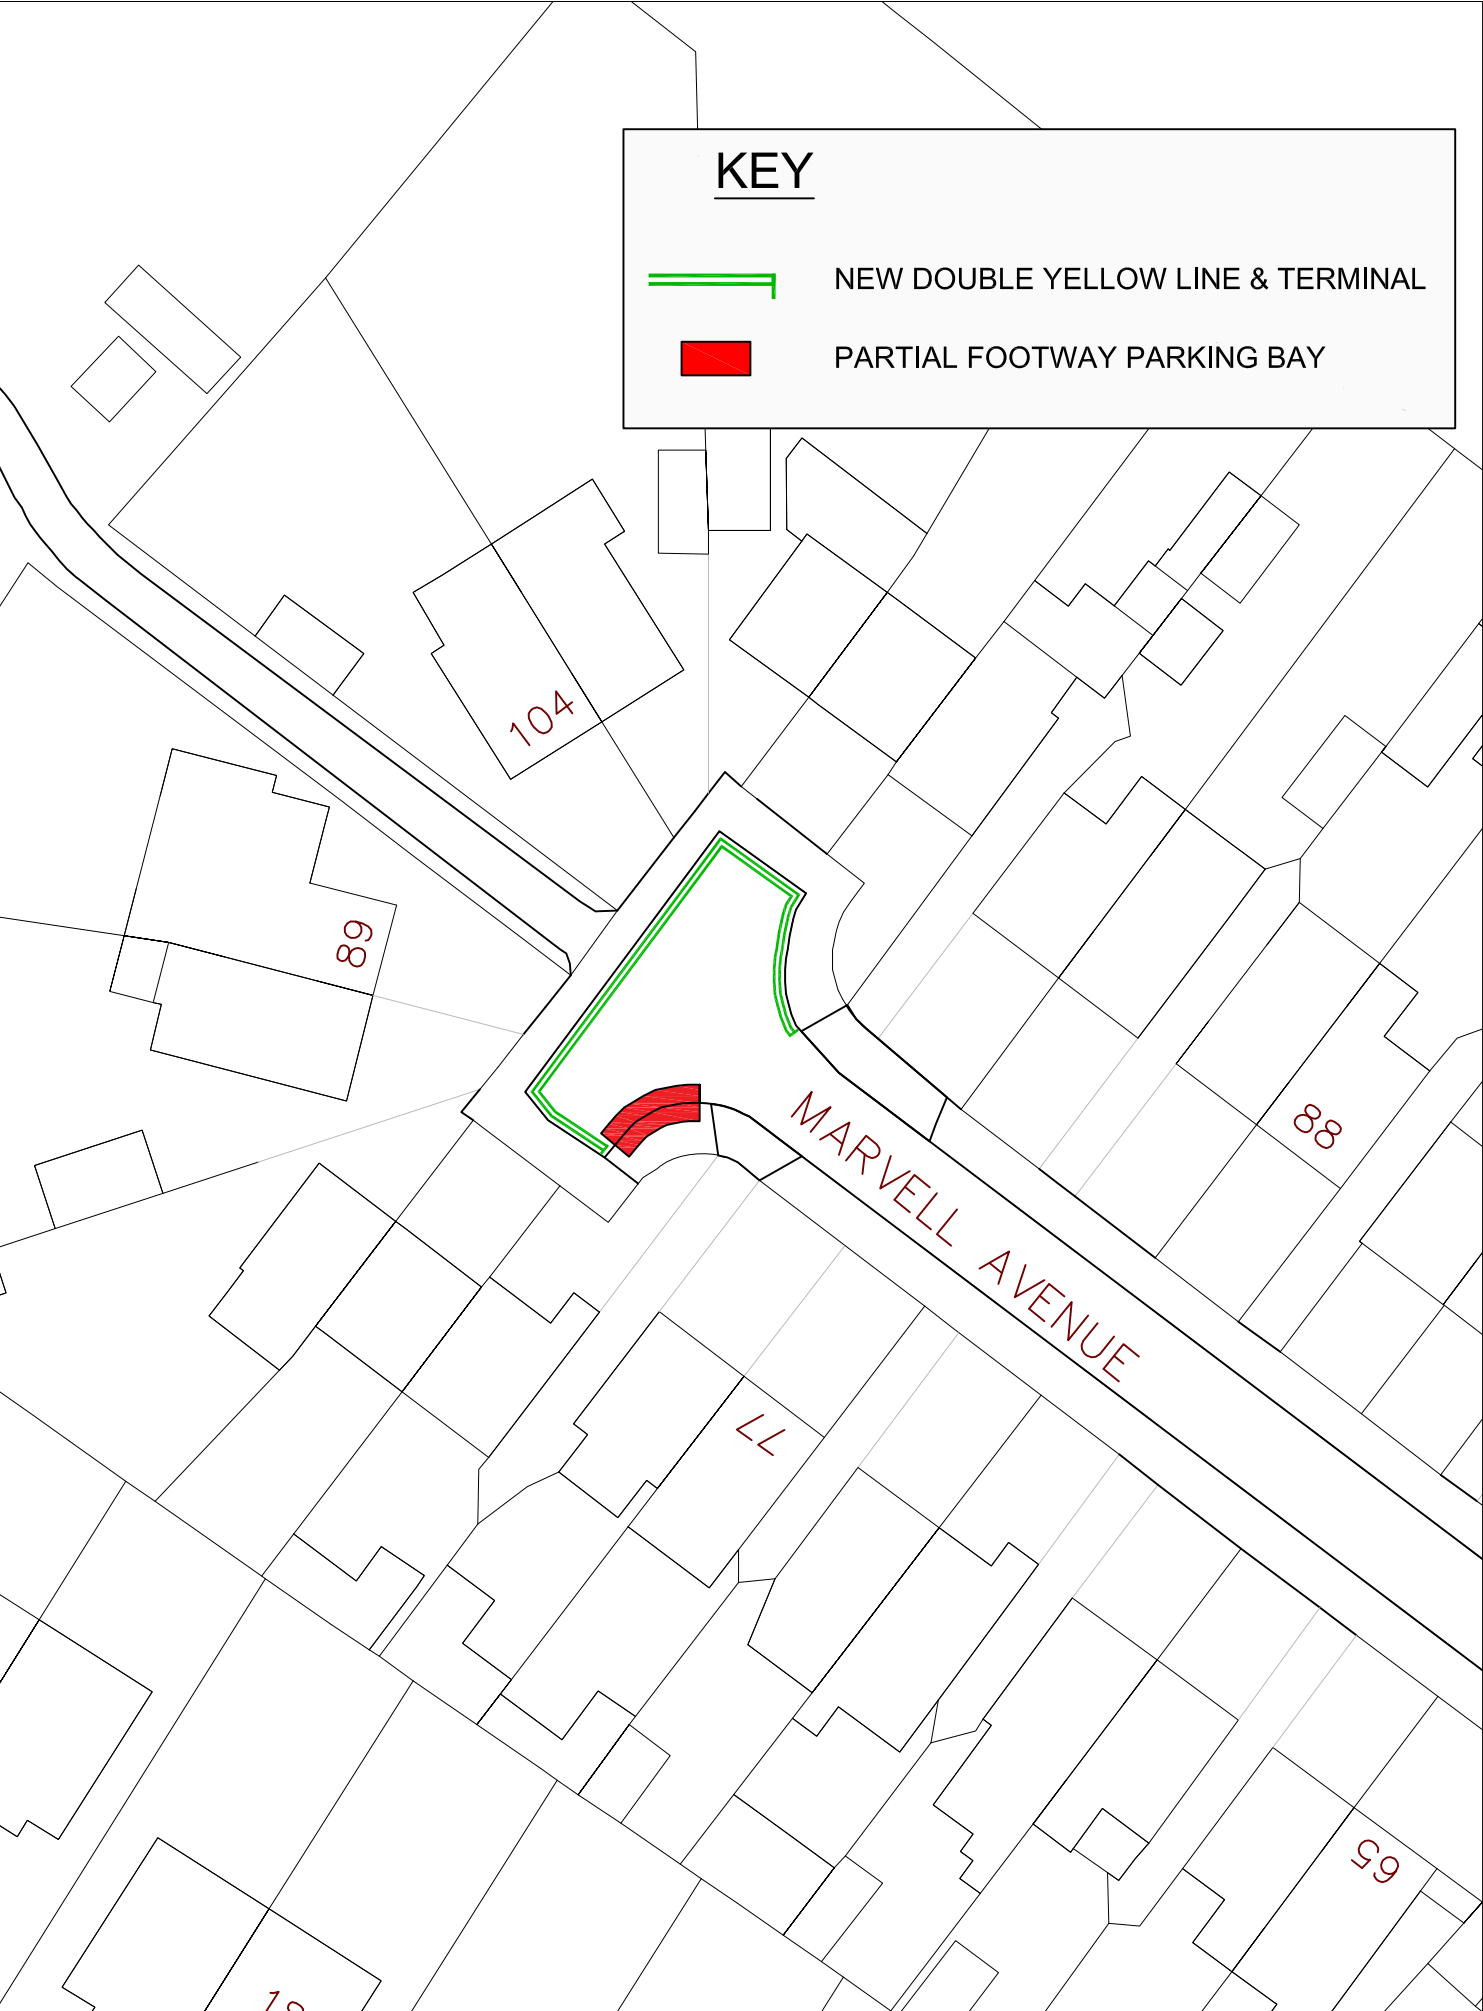 KEY
NEW DOUBLE YELLOW LINE & TERMINAL
PARTIAL FOOTWAY PARKING BAY
104
89
MARVELL AVENUE
88
77
65